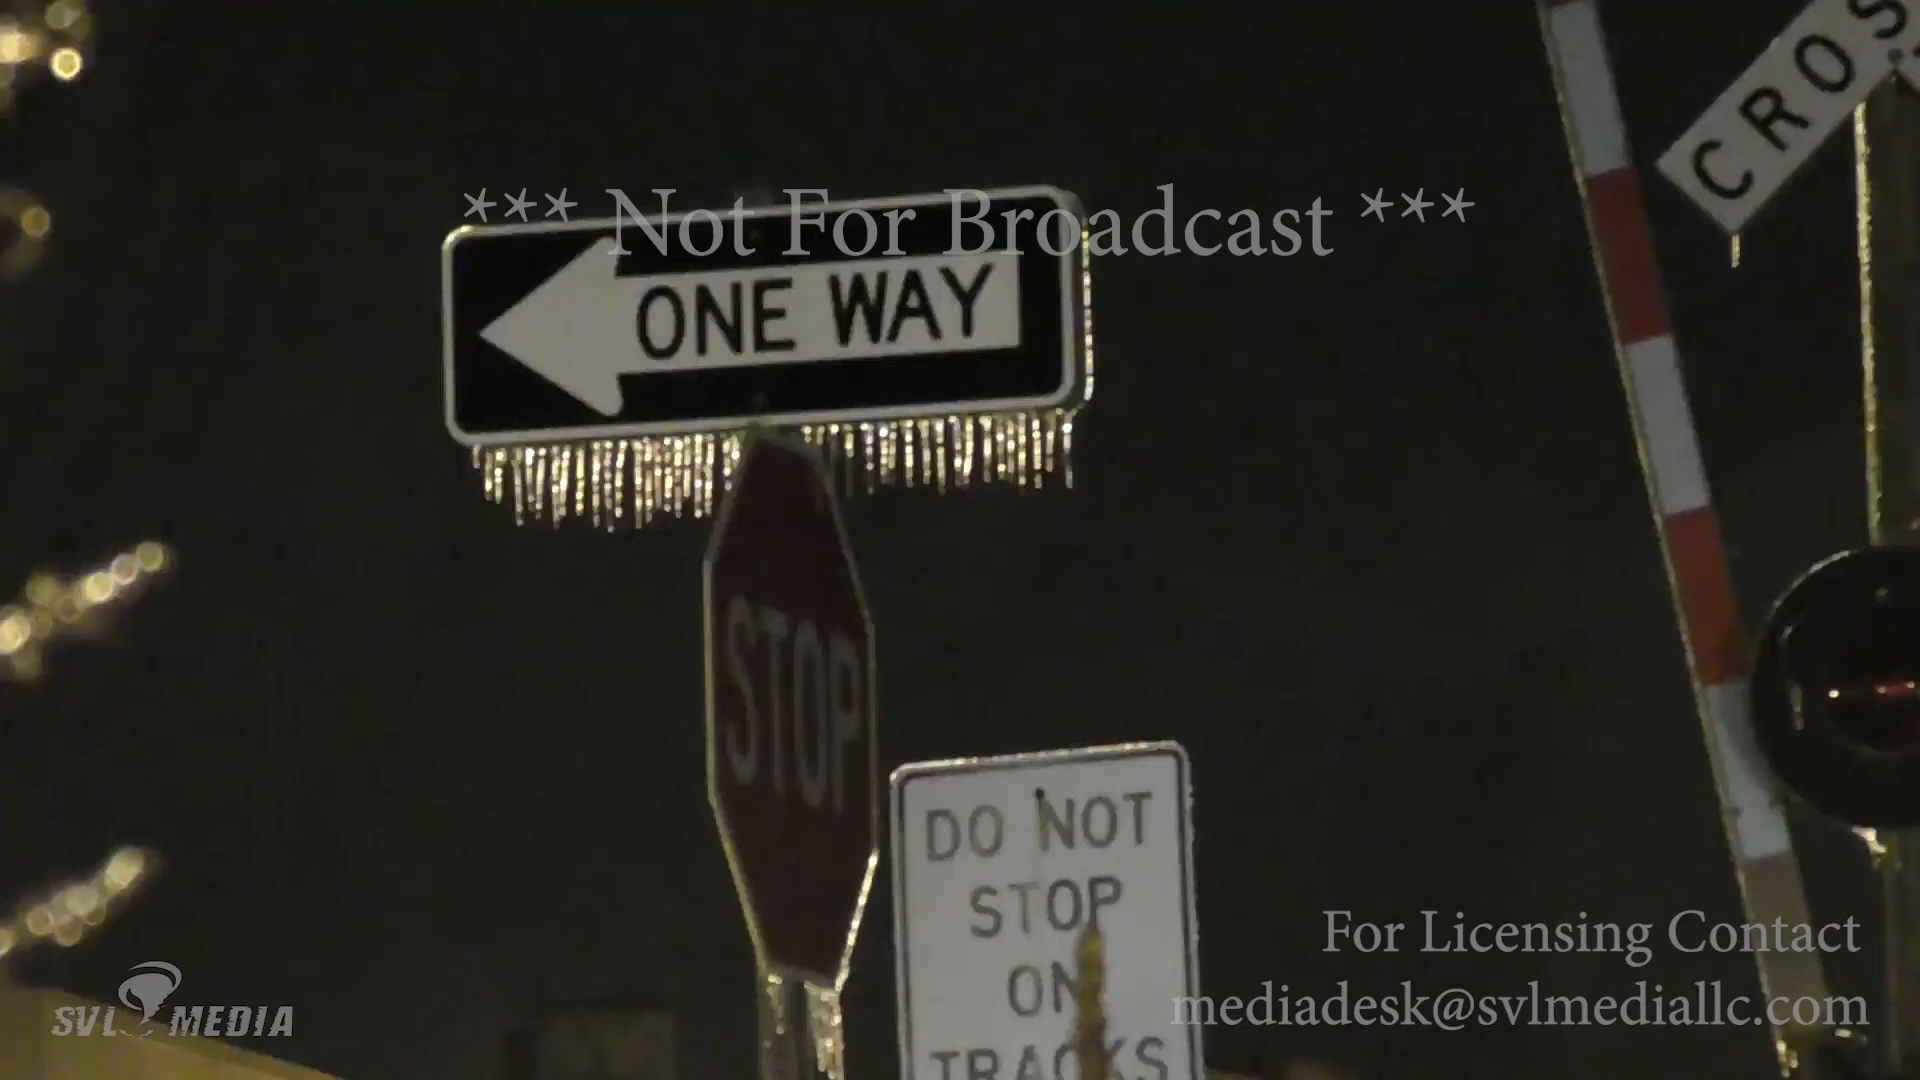 *** Not For Broadcast ***
ONE WAY
STOP
DO NOT
STOP
ON
TRACKS
CROS
For Licensing Contact
mediadesk@svlmediallc.com
SVL MEDIA